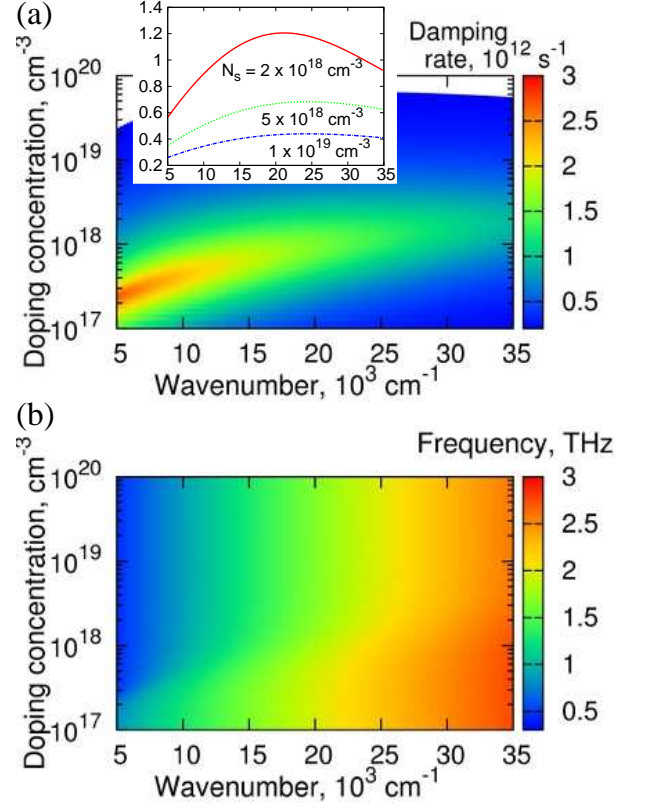 (a)
Damping
rate, 10¹² s⁻¹
1.4
1.2
1
0.8
0.6
0.4
0.2
Nₛ = 2 x 10¹⁸ cm⁻³
5 x 10¹⁸ cm⁻³
1 x 10¹⁹ cm⁻³
5 10 15 20 25 30 35
Doping concentration, cm⁻³
10²⁰
10¹⁹
10¹⁸
10¹⁷
5 10 15 20 25 30 35
Wavenumber, 10³ cm⁻¹
3
2.5
2
1.5
1
0.5
(b)
Frequency, THz
Doping concentration, cm⁻³
10²⁰
10¹⁹
10¹⁸
10¹⁷
5 10 15 20 25 30 35
Wavenumber, 10³ cm⁻¹
3
2.5
2
1.5
1
0.5